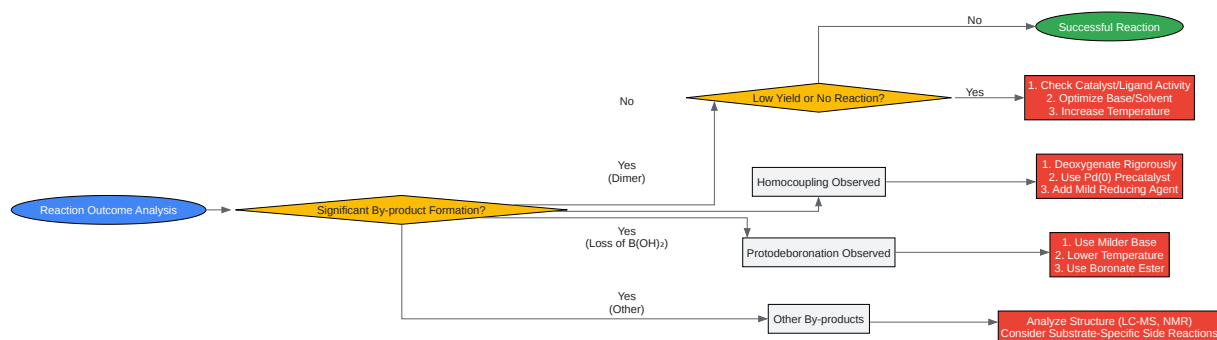 No
Successful Reaction
Low Yield or No Reaction?
Yes
1. Check Catalyst/Ligand Activity
2. Optimize Base/Solvent
3. Increase Temperature
No
Yes
(Dimer)
Homocoupling Observed
1. Deoxygenate Rigorously
2. Use Pd(0) Precatalyst
3. Add Mild Reducing Agent
Reaction Outcome Analysis
Significant By-product Formation?
Yes
(Loss of B(OH)₂)
Protodeboronation Observed
1. Use Milder Base
2. Lower Temperature
3. Use Boronate Ester
Yes
(Other)
Other By-products
Analyze Structure (LC-MS, NMR)
Consider Substrate-Specific Side Reactions